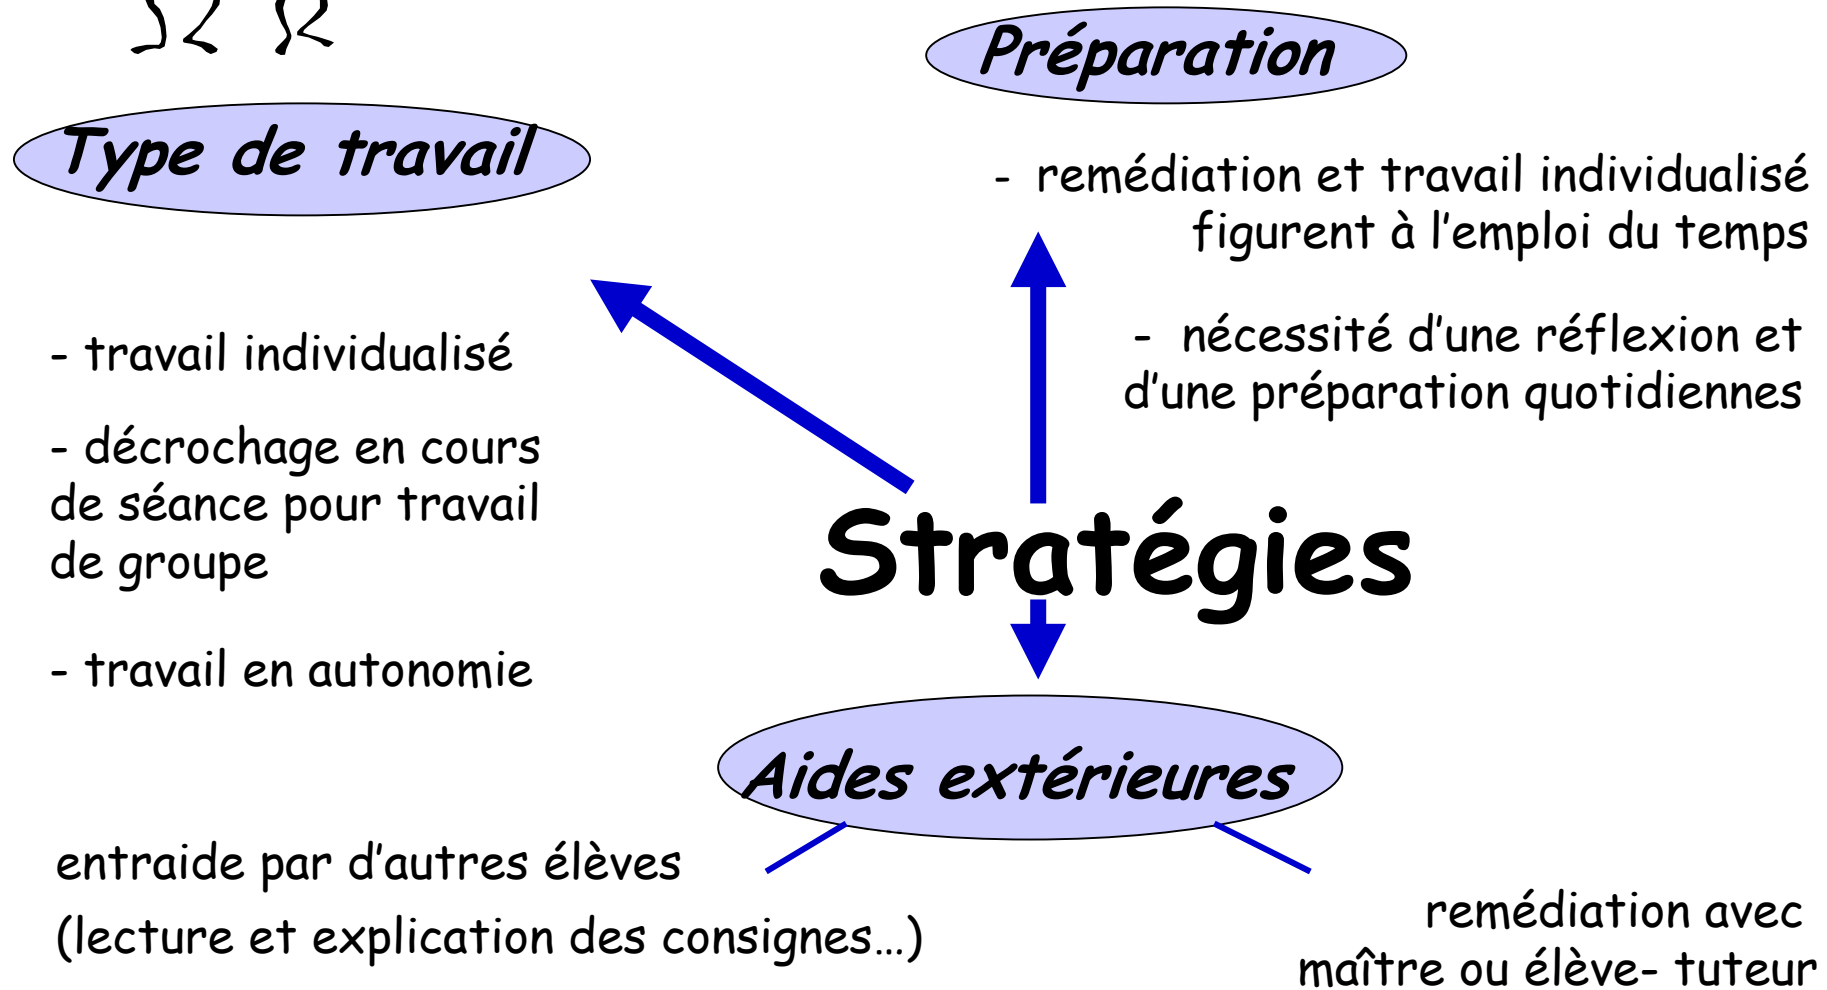 Préparation
Type de travail
- remédiation et travail individualisé
figurent à l'emploi du temps
- nécessité d'une réflexion et
d'une préparation quotidiennes
- travail individualisé
- décrochage en cours
de séance pour travail
de groupe
- travail en autonomie
Stratégies
Aides extérieures
entraide par d'autres élèves
(lecture et explication des consignes...)
remédiation avec
maître ou élève- tuteur